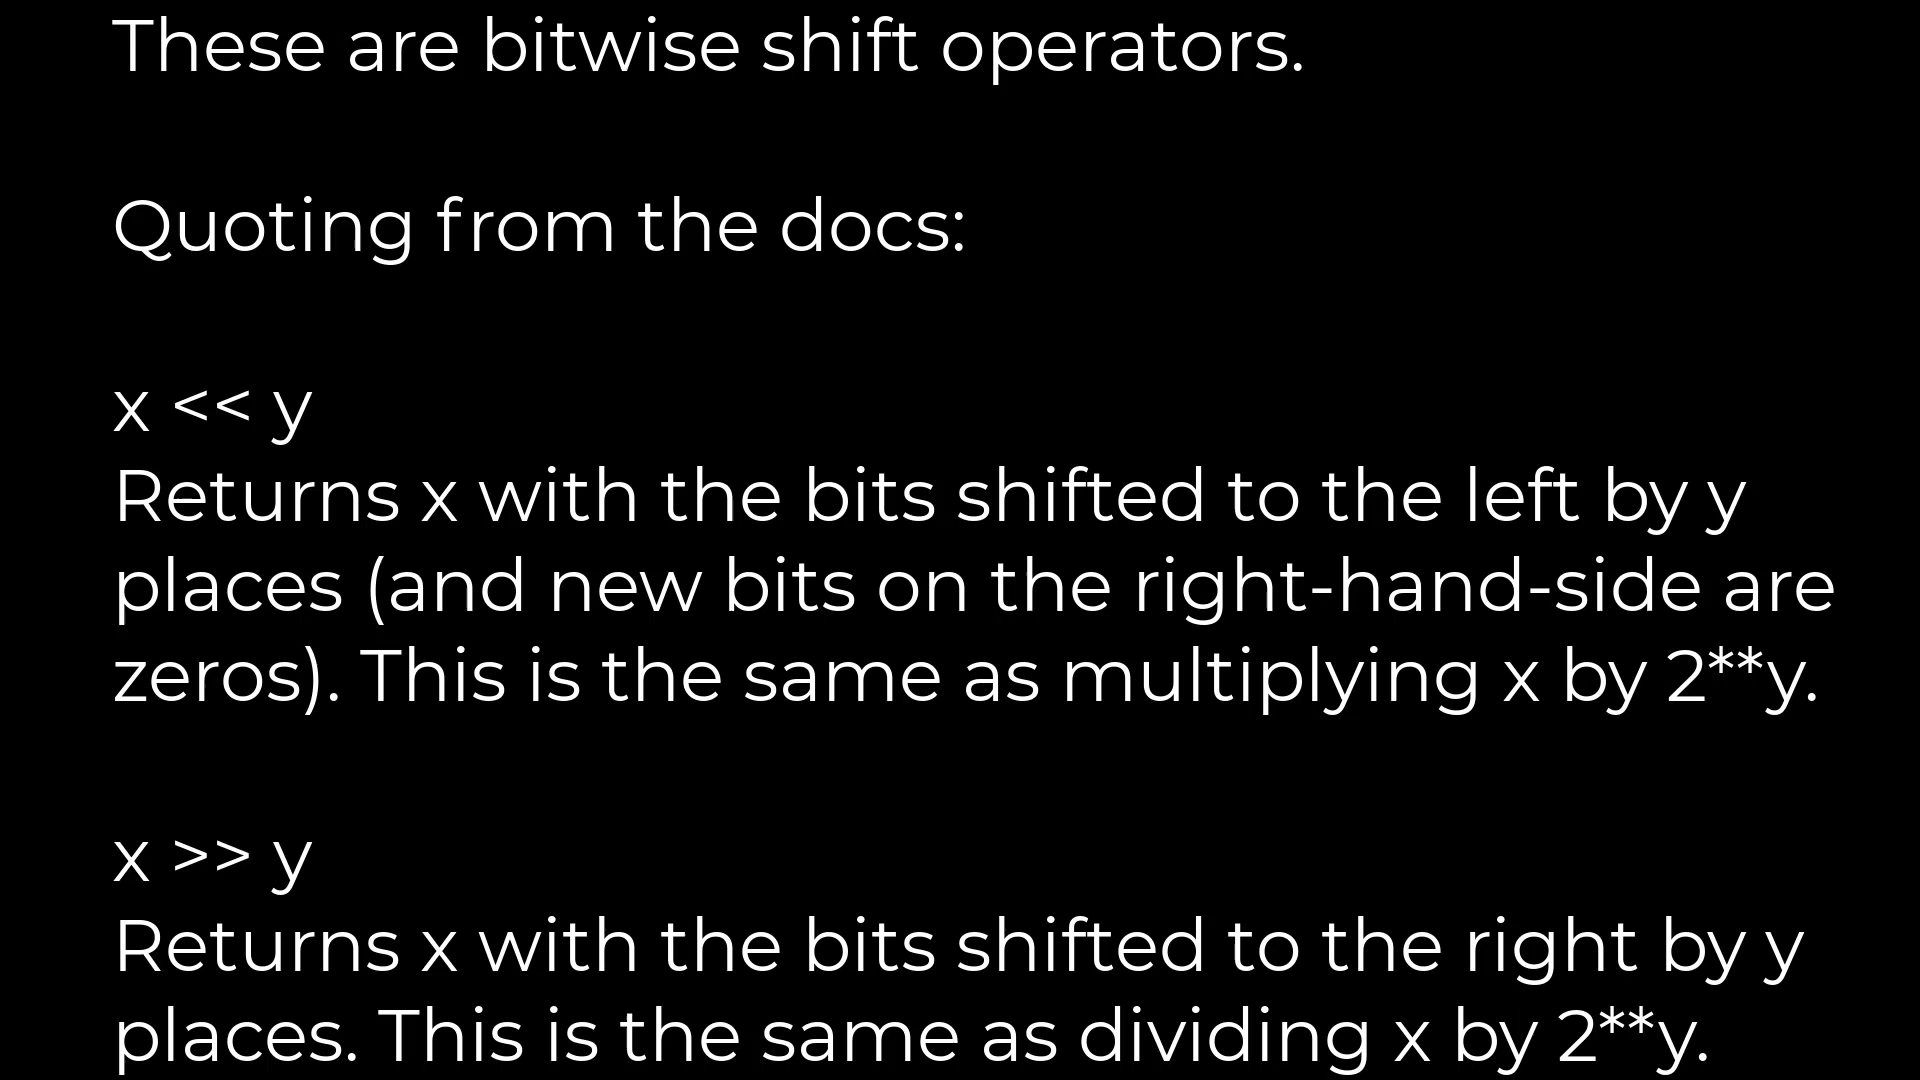 These are bitwise shift operators.
Quoting from the docs:
x << y
Returns x with the bits shifted to the left by y
places (and new bits on the right-hand-side are
zeros). This is the same as multiplying x by 2**y.
x >> y
Returns x with the bits shifted to the right by y
places. This is the same as dividing x by 2**y.